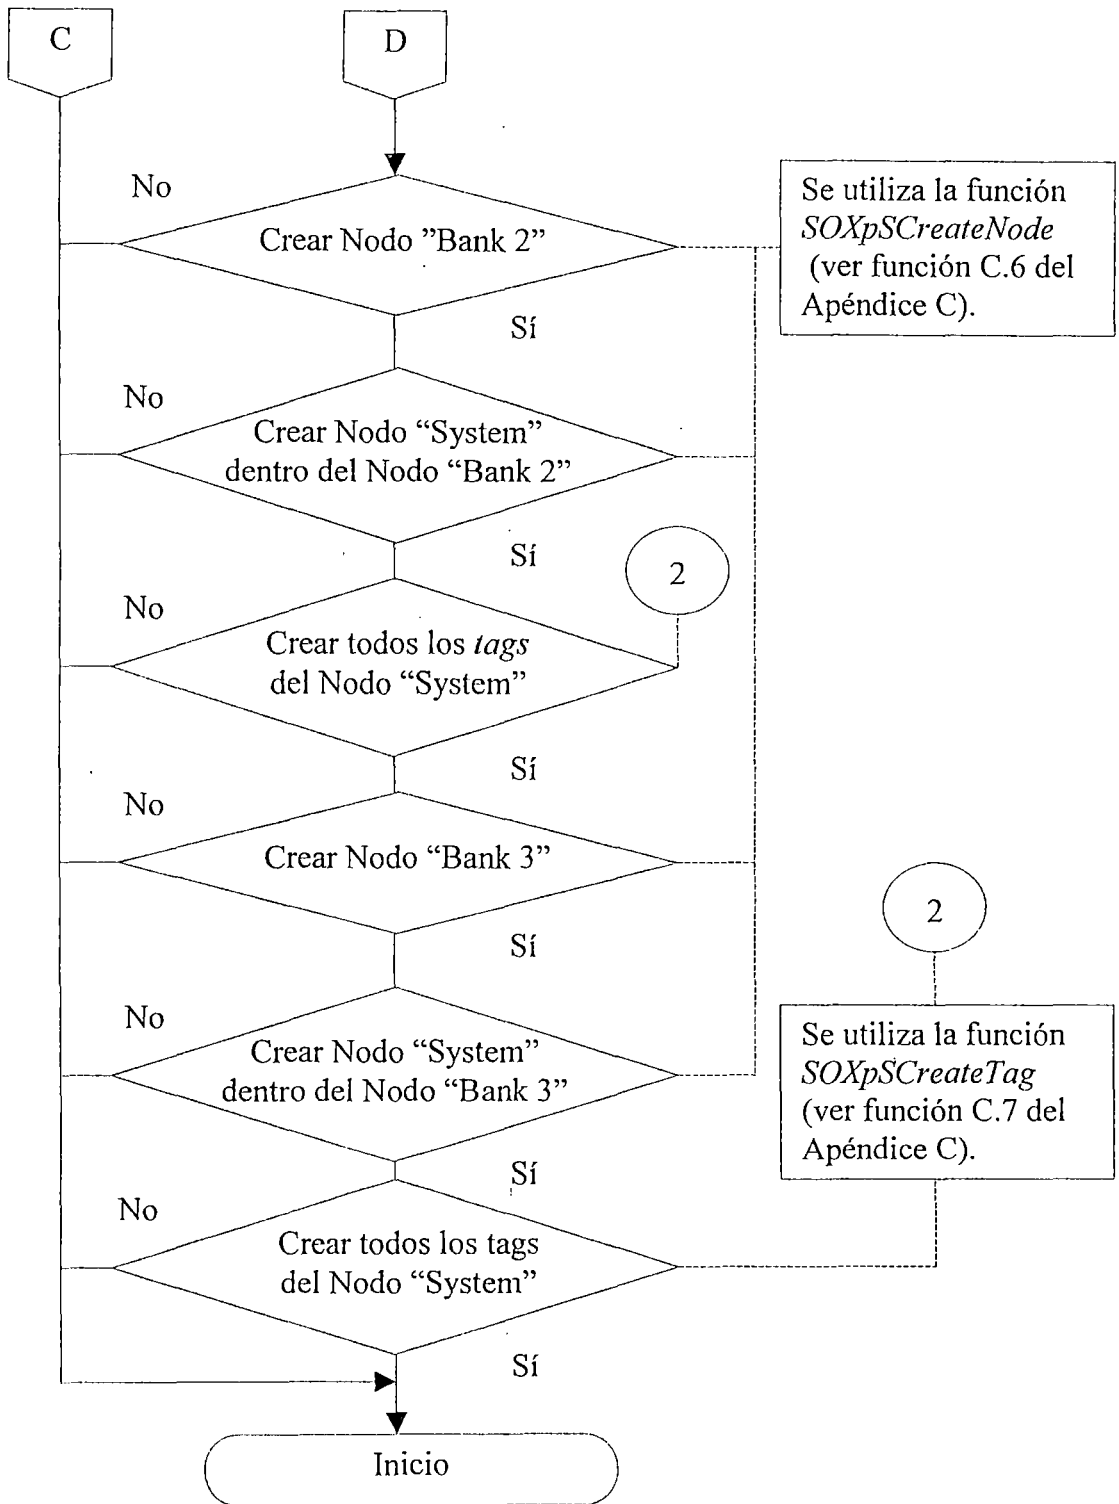 C
D
No
Crear Nodo "Bank 2"
Se utiliza la función
SOXpSCreateNode
(ver función C.6 del
Apéndice C).
Sí
No
Crear Nodo “System”
dentro del Nodo “Bank 2”
Sí
2
No
Crear todos los tags
del Nodo “System”
Sí
No
Crear Nodo “Bank 3”
2
Sí
No
Crear Nodo “System”
dentro del Nodo “Bank 3”
Se utiliza la función
SOXpSCreateTag
(ver función C.7 del
Apéndice C).
Sí
No
Crear todos los tags
del Nodo “System”
Sí
Inicio